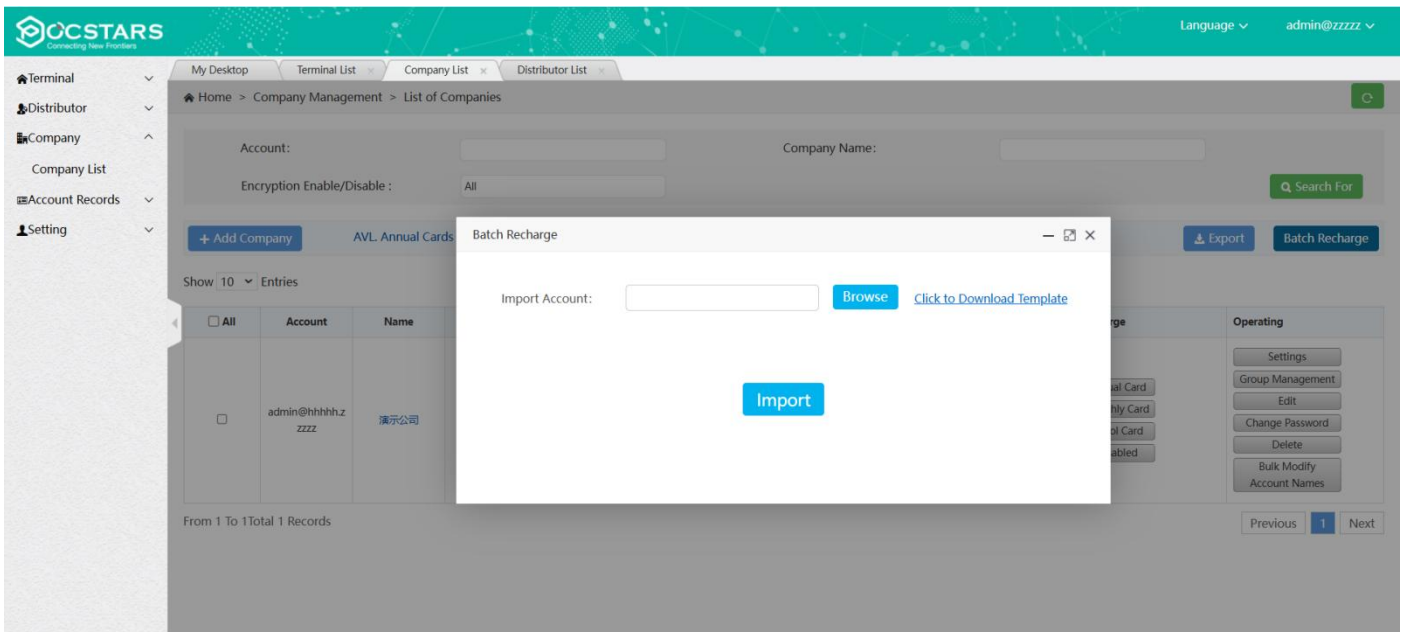 POCSTARS
Connecting New Frontiers
Language
admin@zzzzz
Terminal
Distributor
Company
Company List
Account Records
Setting
My Desktop
Terminal List ×
Company List ×
Distributor List ×
Home > Company Management > List of Companies
Account:
Company Name:
Encryption Enable/Disable :
All
Search For
+ Add Company
AVL. Annual Cards
Export
Batch Recharge
Show 10 Entries
All
Account
Name
rge
Operating
admin@hhhhh.z
zzzz
演示公司
ual Card
hly Card
ol Card
abled
Settings
Group Management
Edit
Change Password
Delete
Bulk Modify
Account Names
From 1 To 1Total 1 Records
Previous 1 Next
Batch Recharge
Import Account:
Browse
Click to Download Template
Import